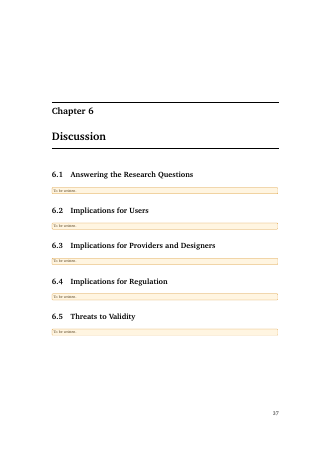 Chapter 6
Discussion
6.1 Answering the Research Questions
To be written
6.2 Implications for Users
To be written
6.3 Implications for Providers and Designers
To be written
6.4 Implications for Regulation
To be written
6.5 Threats to Validity
To be written
37